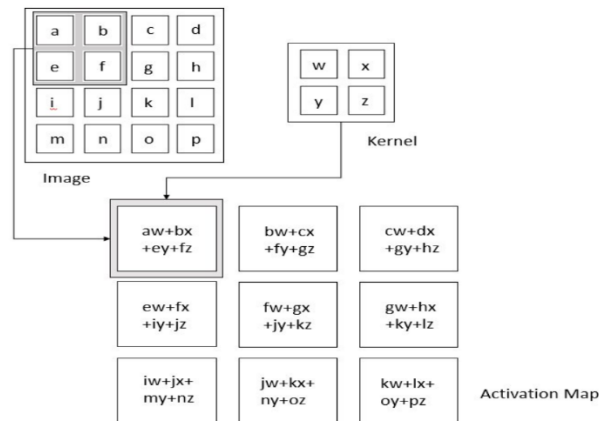 a b c d
e f g h
i j k l
m n o p
w x
y z
Image
Kernel
aw+bx
+ey+fz
bw+cx
+fy+gz
cw+dx
+gy+hz
ew+fx
+iy+jz
fw+gx
+jy+kz
gw+hx
+ky+lz
iw+jx+
my+nz
jw+kx+
ny+oz
kw+lx+
oy+pz
Activation Map